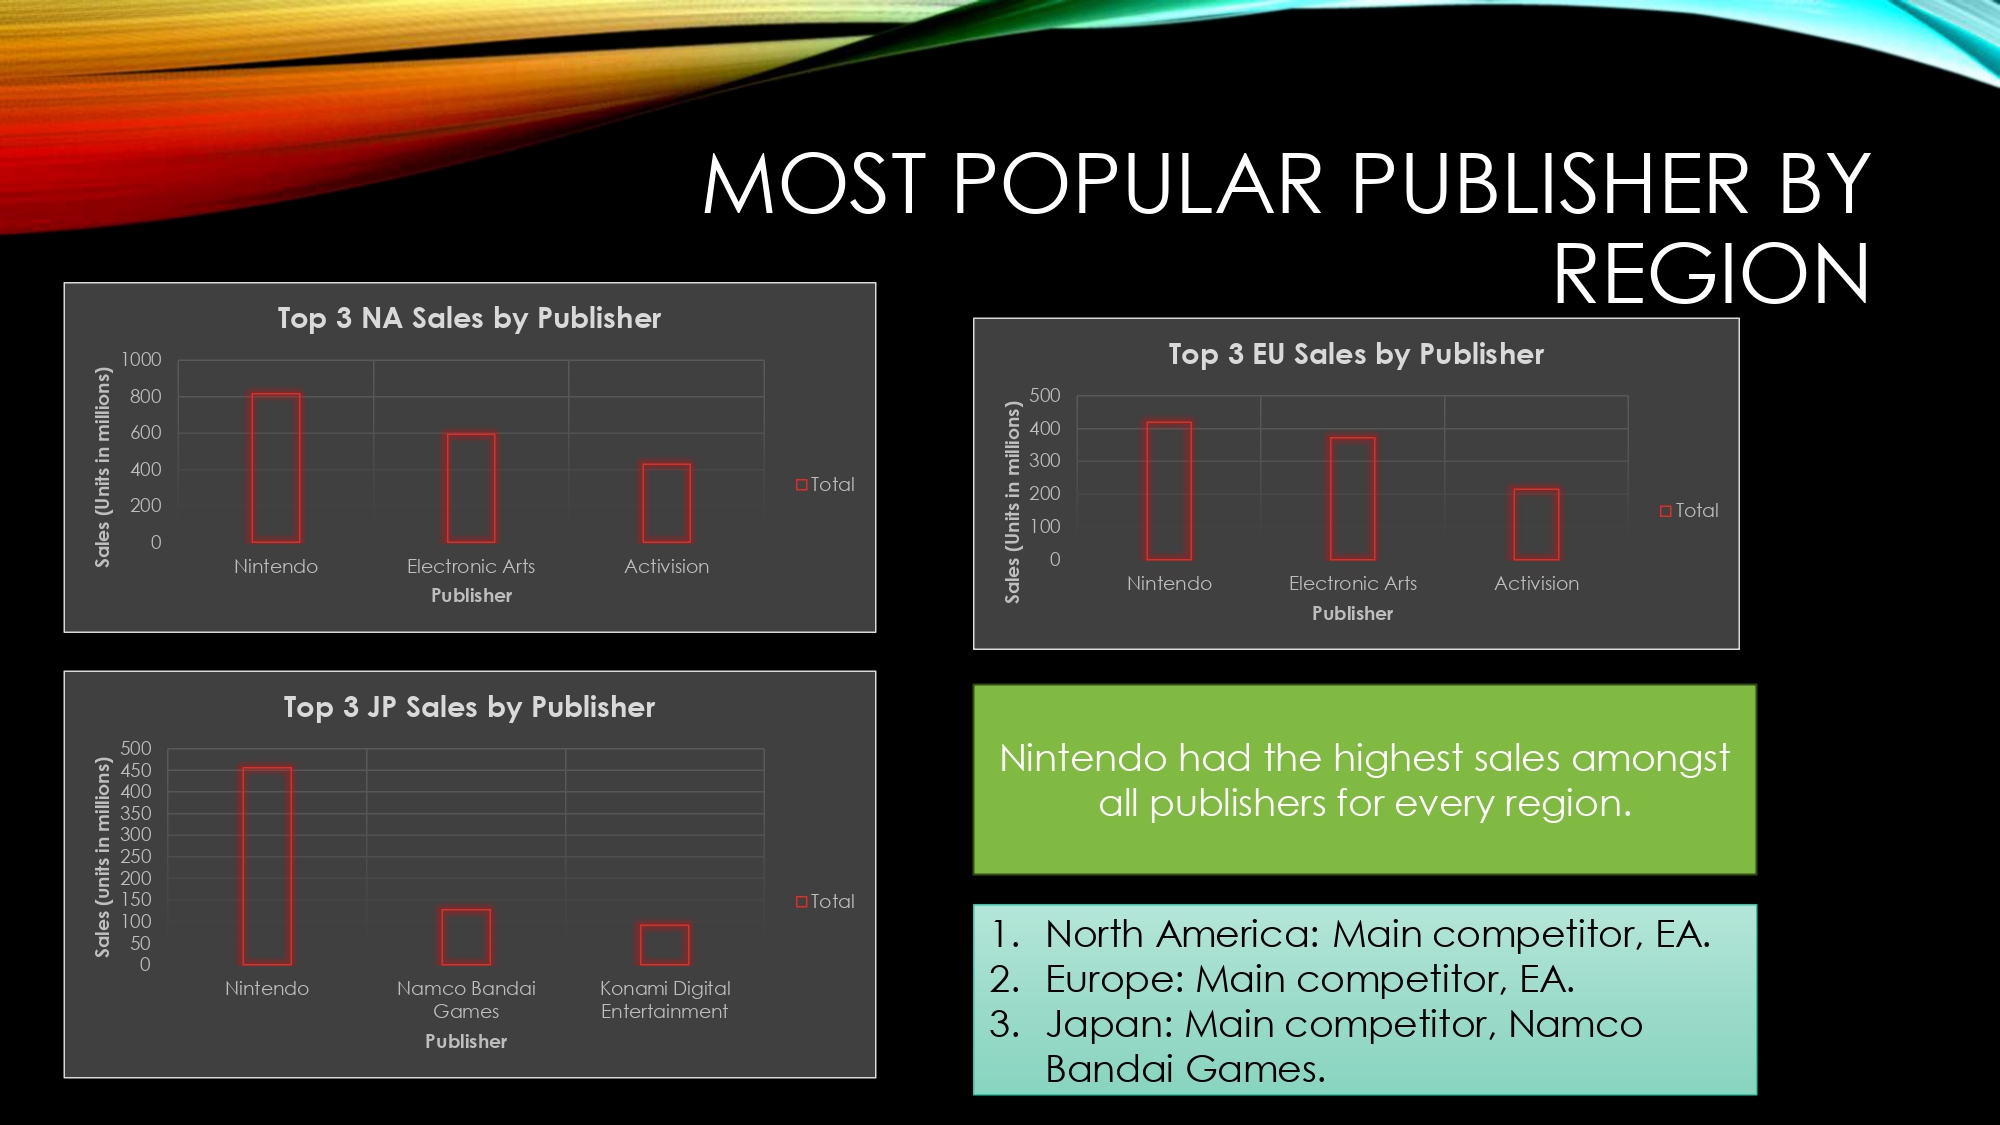 MOST POPULAR PUBLISHER BY
REGION
Top 3 NA Sales by Publisher
Sales (Units in millions)
1000
800
600
400
200
0
Nintendo
Electronic Arts
Activision
Publisher
Total
Top 3 EU Sales by Publisher
Sales (Units in millions)
500
400
300
200
100
0
Nintendo
Electronic Arts
Activision
Publisher
Total
Top 3 JP Sales by Publisher
Sales (units in millions)
500
450
400
350
300
250
200
150
100
50
0
Nintendo
Namco Bandai
Games
Konami Digital
Entertainment
Publisher
Total
Nintendo had the highest sales amongst
all publishers for every region.
1. North America: Main competitor, EA.
2. Europe: Main competitor, EA.
3. Japan: Main competitor, Namco
Bandai Games.